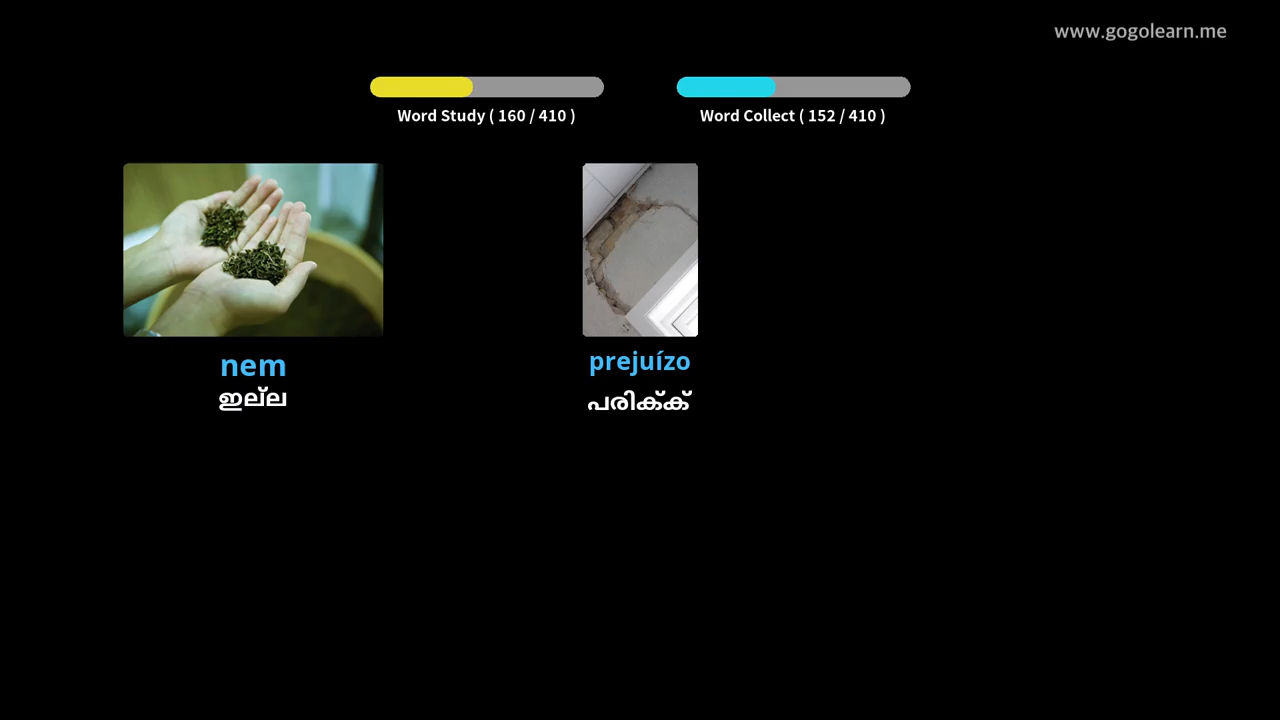 www.gogolearn.me
Word Study ( 160 / 410 )
Word Collect ( 152 / 410 )
nem
ഇല്ല
prejuízo
പരിക്ക്